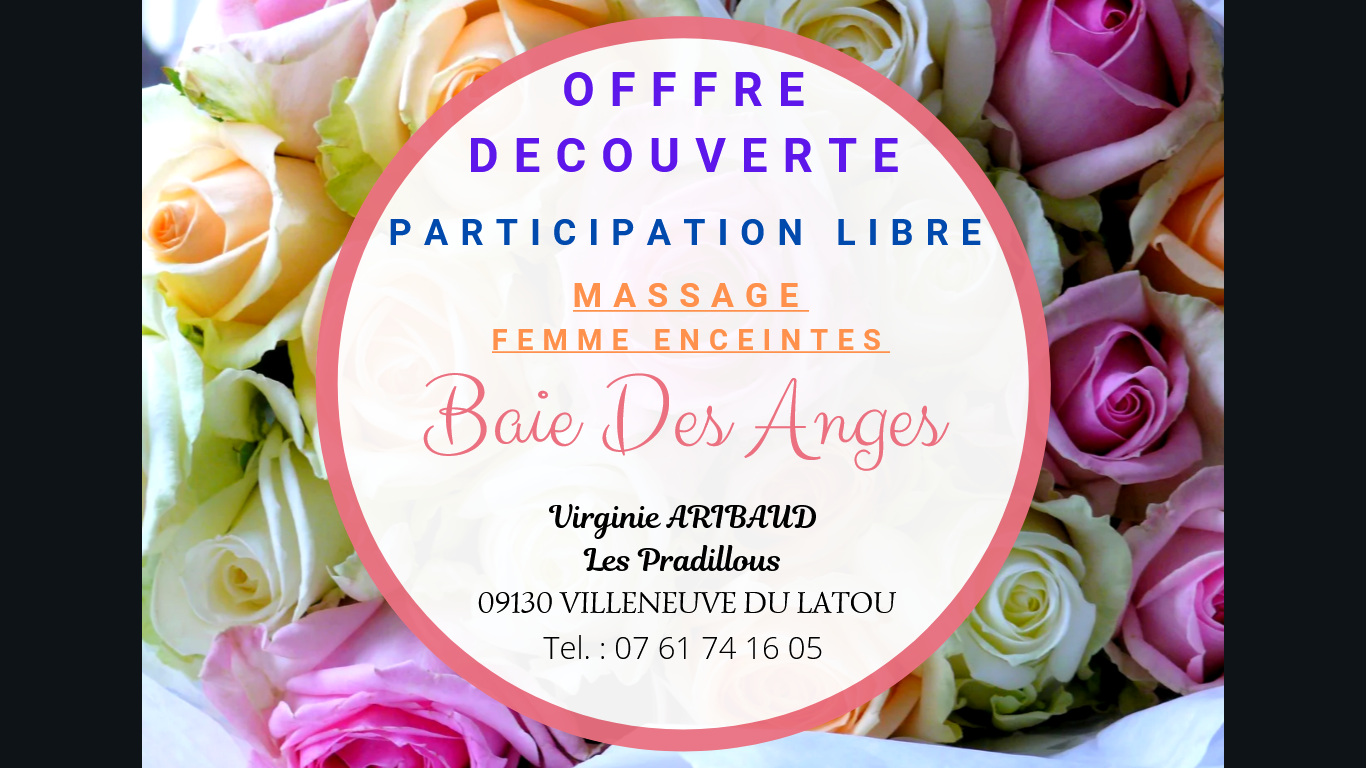 OFFFRE
DECOUVERTE
PARTICIPATION LIBRE
MASSAGE
FEMME ENCEINTES
Baie Des Anges
Virginie ARIBAUD
Les Pradillous
09130 VILLENEUVE DU LATOU
Tel. : 07 61 74 16 05